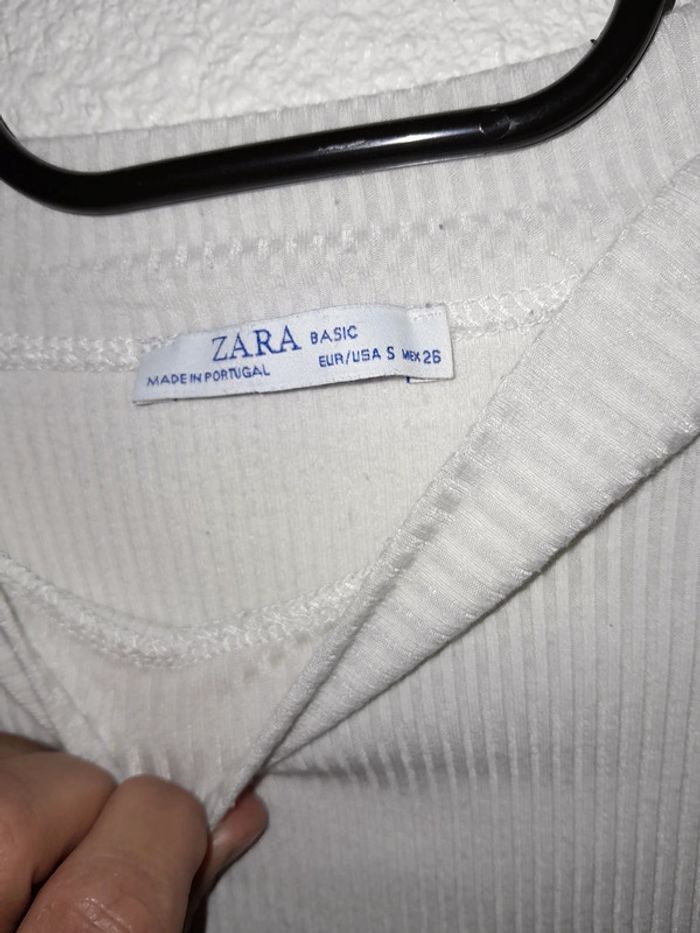 ZARA BASIC
EUR/USA S MEX 26
MADE IN PORTUGAL